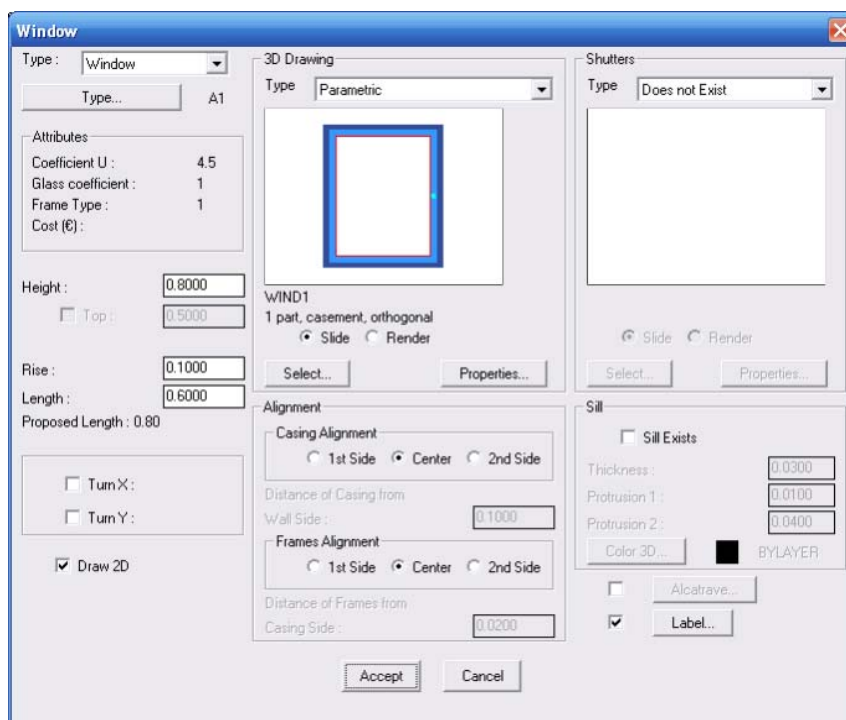 Window
Type : Window
Type... A1
Attributes
Coefficient U : 4.5
Glass coefficient : 1
Frame Type : 1
Cost (€) :
Height : 0.8000
Top : 0.5000
Rise : 0.1000
Length : 0.6000
Proposed Length : 0.80
Turn X :
Turn Y :
Draw 2D
3D Drawing
Type Parametric
WIND1
1 part, casement, orthogonal
Slide Render
Select... Properties...
Alignment
Casing Alignment
1st Side Center 2nd Side
Distance of Casing from
Wall Side : 0.1000
Frames Alignment
1st Side Center 2nd Side
Distance of Frames from
Casing Side : 0.0200
Shutters
Type Does not Exist
Slide Render
Select... Properties...
Sill
Sill Exists
Thickness : 0.0300
Protrusion 1 : 0.0100
Protrusion 2 : 0.0400
Color 3D... BYLAYER
Alcatrave...
Label...
Accept Cancel